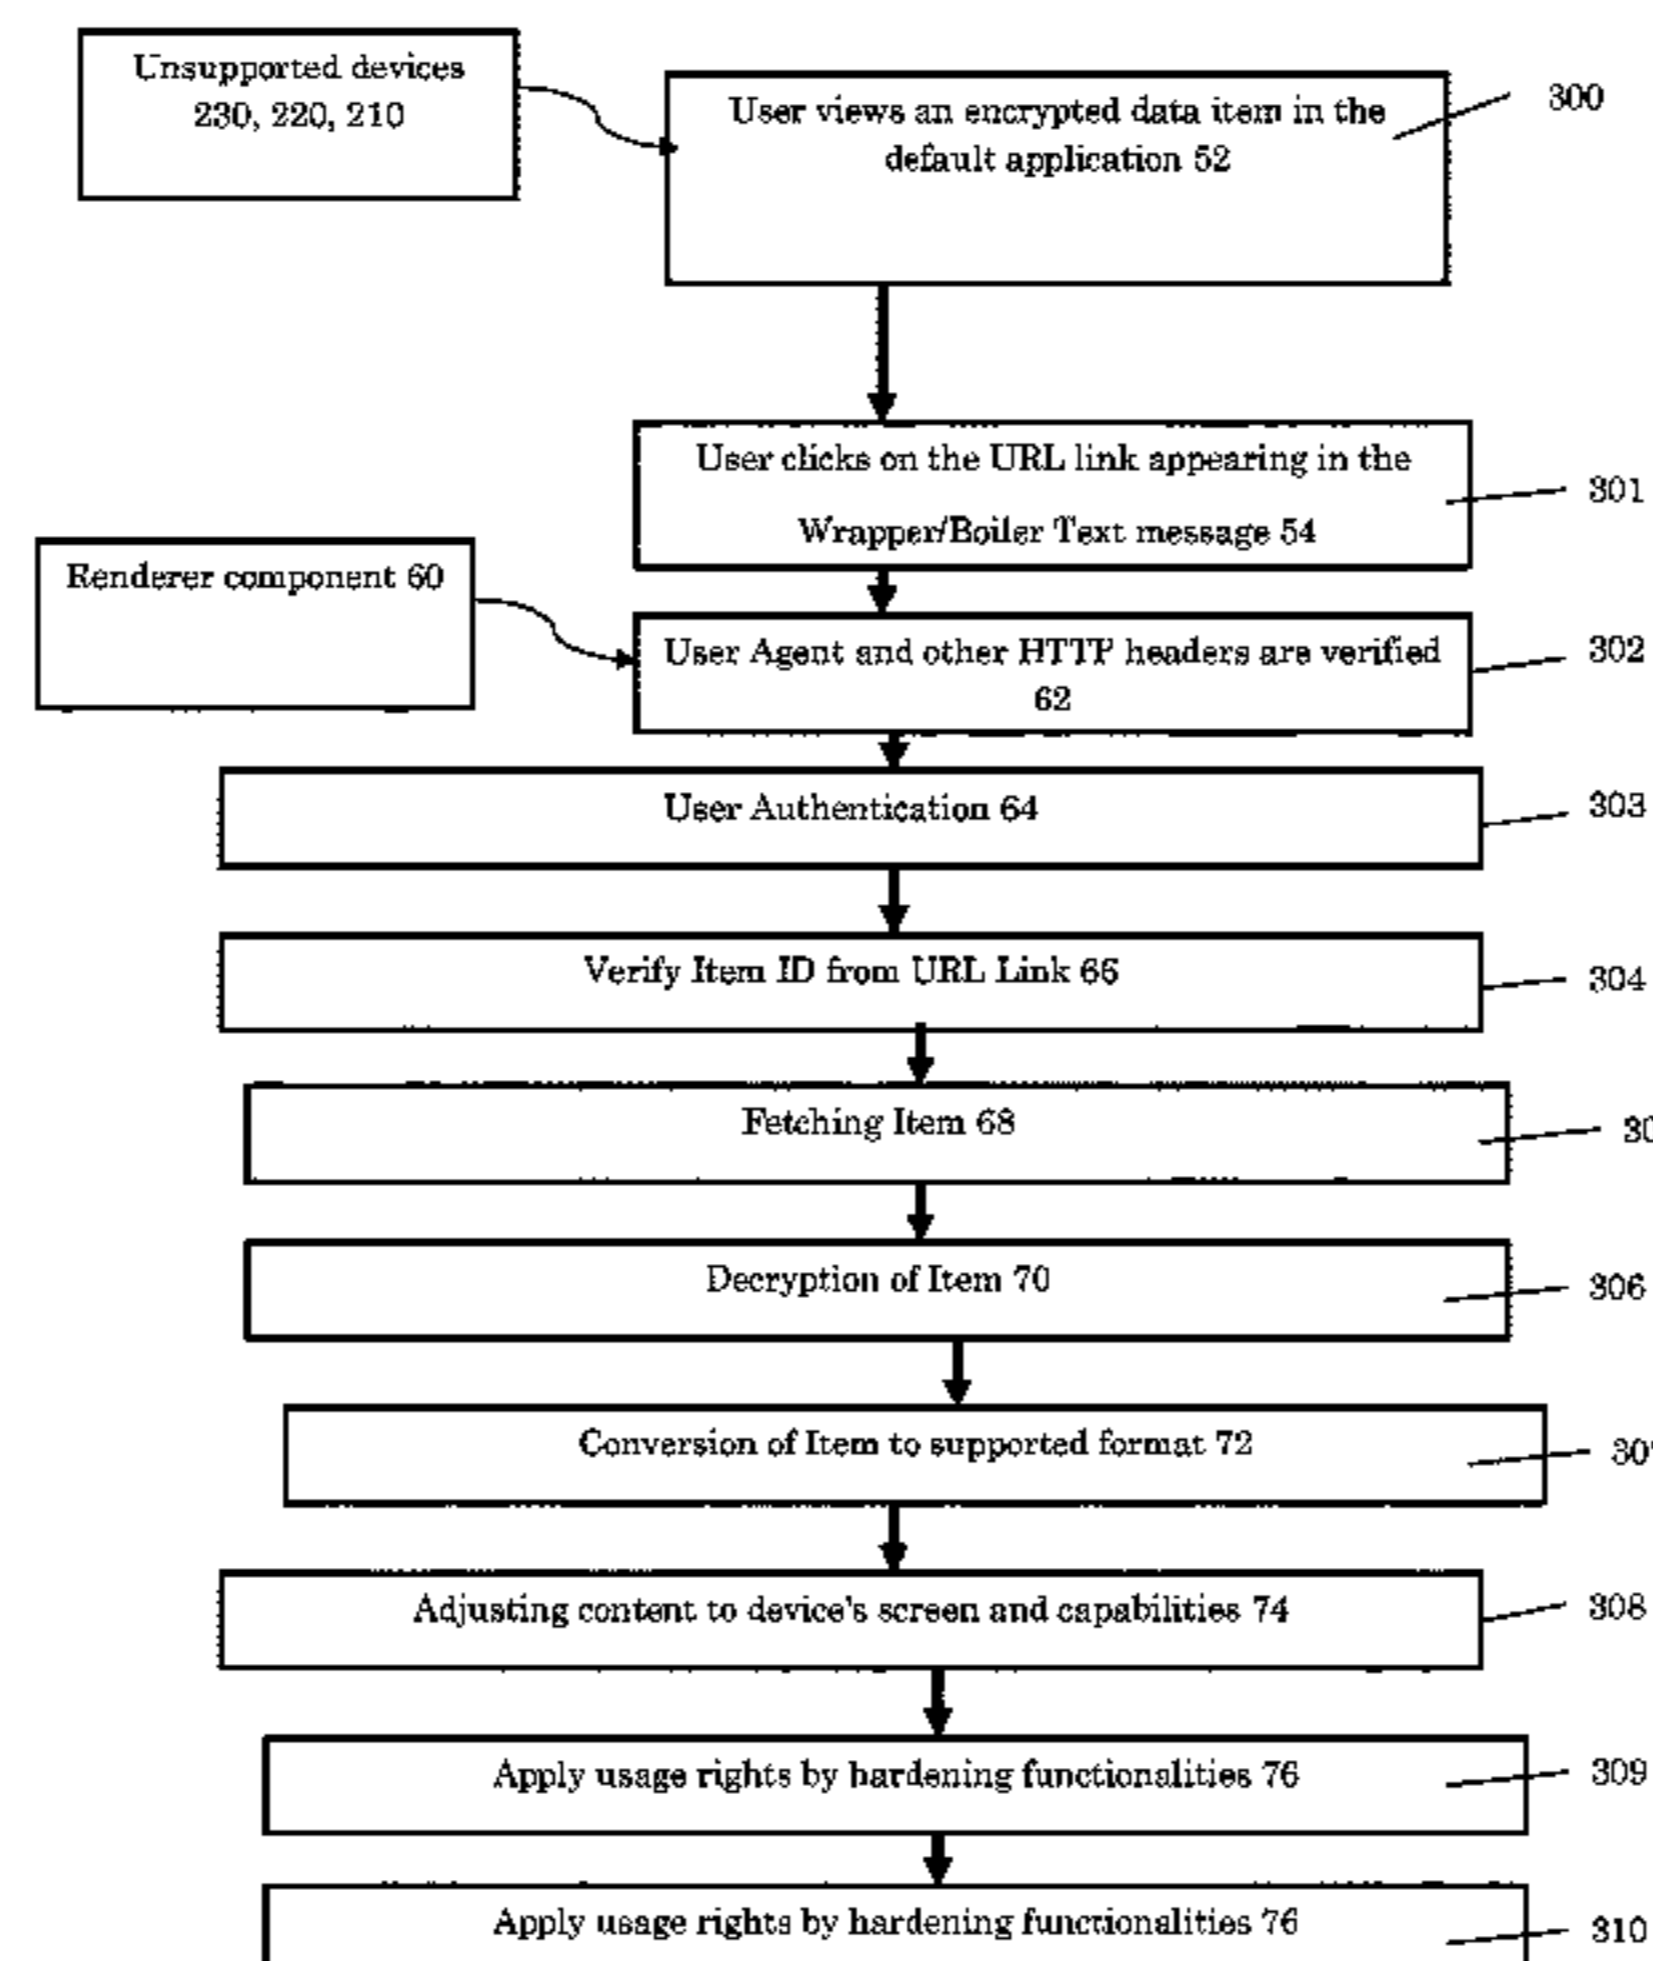 Unsupported devices
230, 220, 210
User views an encrypted data item in the
default application 52
300
User clicks on the URL link appearing in the
Wrapper/Boiler Text message 54
301
Renderer component 60
User Agent and other HTTP headers are verified
62
302
User Authentication 64
303
Verify Item ID from URL Link 66
304
Fetching Item 68
30
Decryption of Item 70
306
Conversion of Item to supported format 72
30
Adjusting content to device's screen and capabilities 74
308
Apply usage rights by hardening functionalities 76
309
Apply usage rights by hardening functionalities 76
310